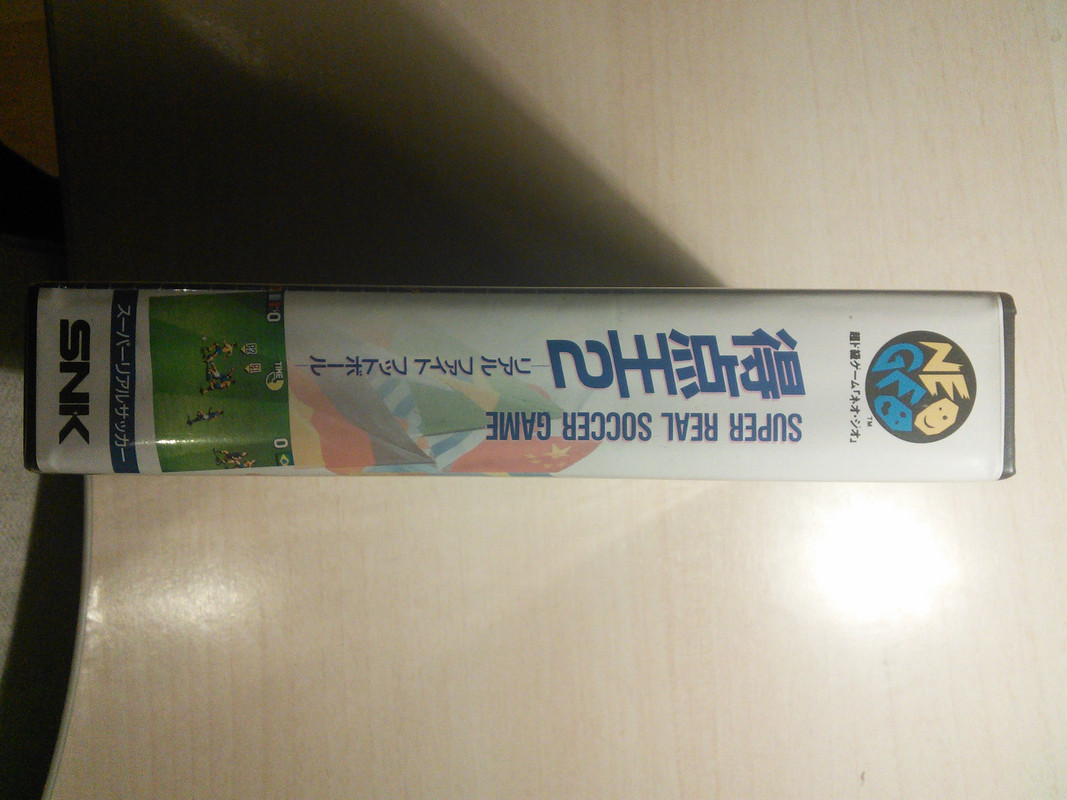 NEO
GEO
TM
超ド級ゲーム「ネオ・ジオ」
得点王2
SUPER REAL SOCCER GAME
リアル ファイト フットボール
0
TIME
0
スーパーリアルサッカー
SNK